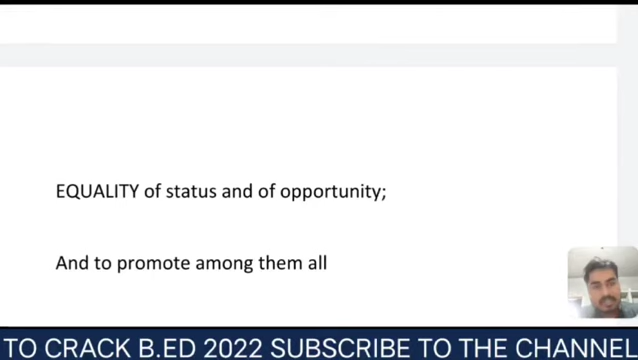 EQUALITY of status and of opportunity;
And to promote among them all
TO CRACK B.ED 2022 SUBSCRIBE TO THE CHANNEL